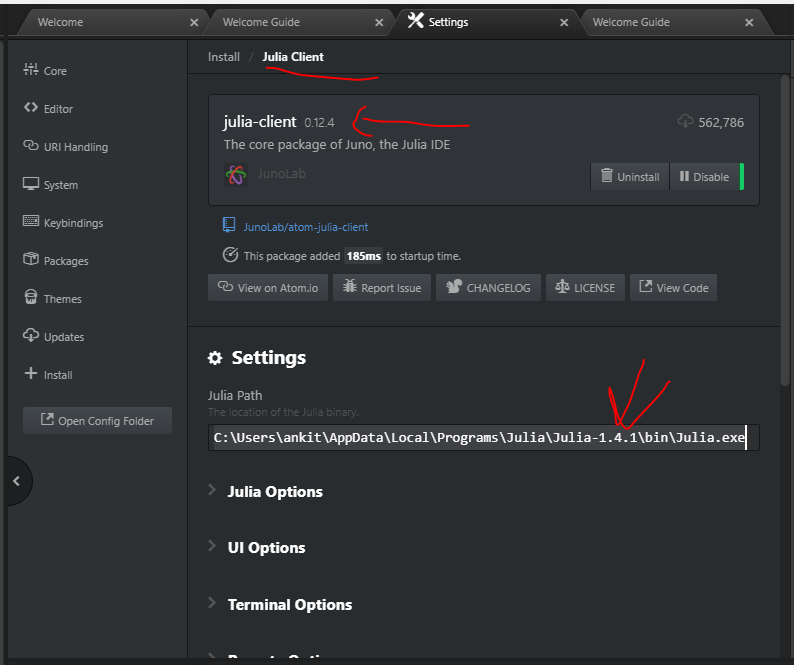 Welcome
Welcome Guide
Settings
Welcome Guide
Core
Editor
URI Handling
System
Keybindings
Packages
Themes
Updates
Install
Open Config Folder
Install / Julia Client
julia-client 0.12.4
562,786
The core package of Juno, the Julia IDE
JunoLab
Uninstall
Disable
JunoLab/atom-julia-client
This package added 185ms to startup time.
View on Atom.io
Report Issue
CHANGELOG
LICENSE
View Code
Settings
Julia Path
The location of the Julia binary.
C:\Users\ankit\AppData\Local\Programs\Julia\Julia-1.4.1\bin\Julia.exe
Julia Options
UI Options
Terminal Options